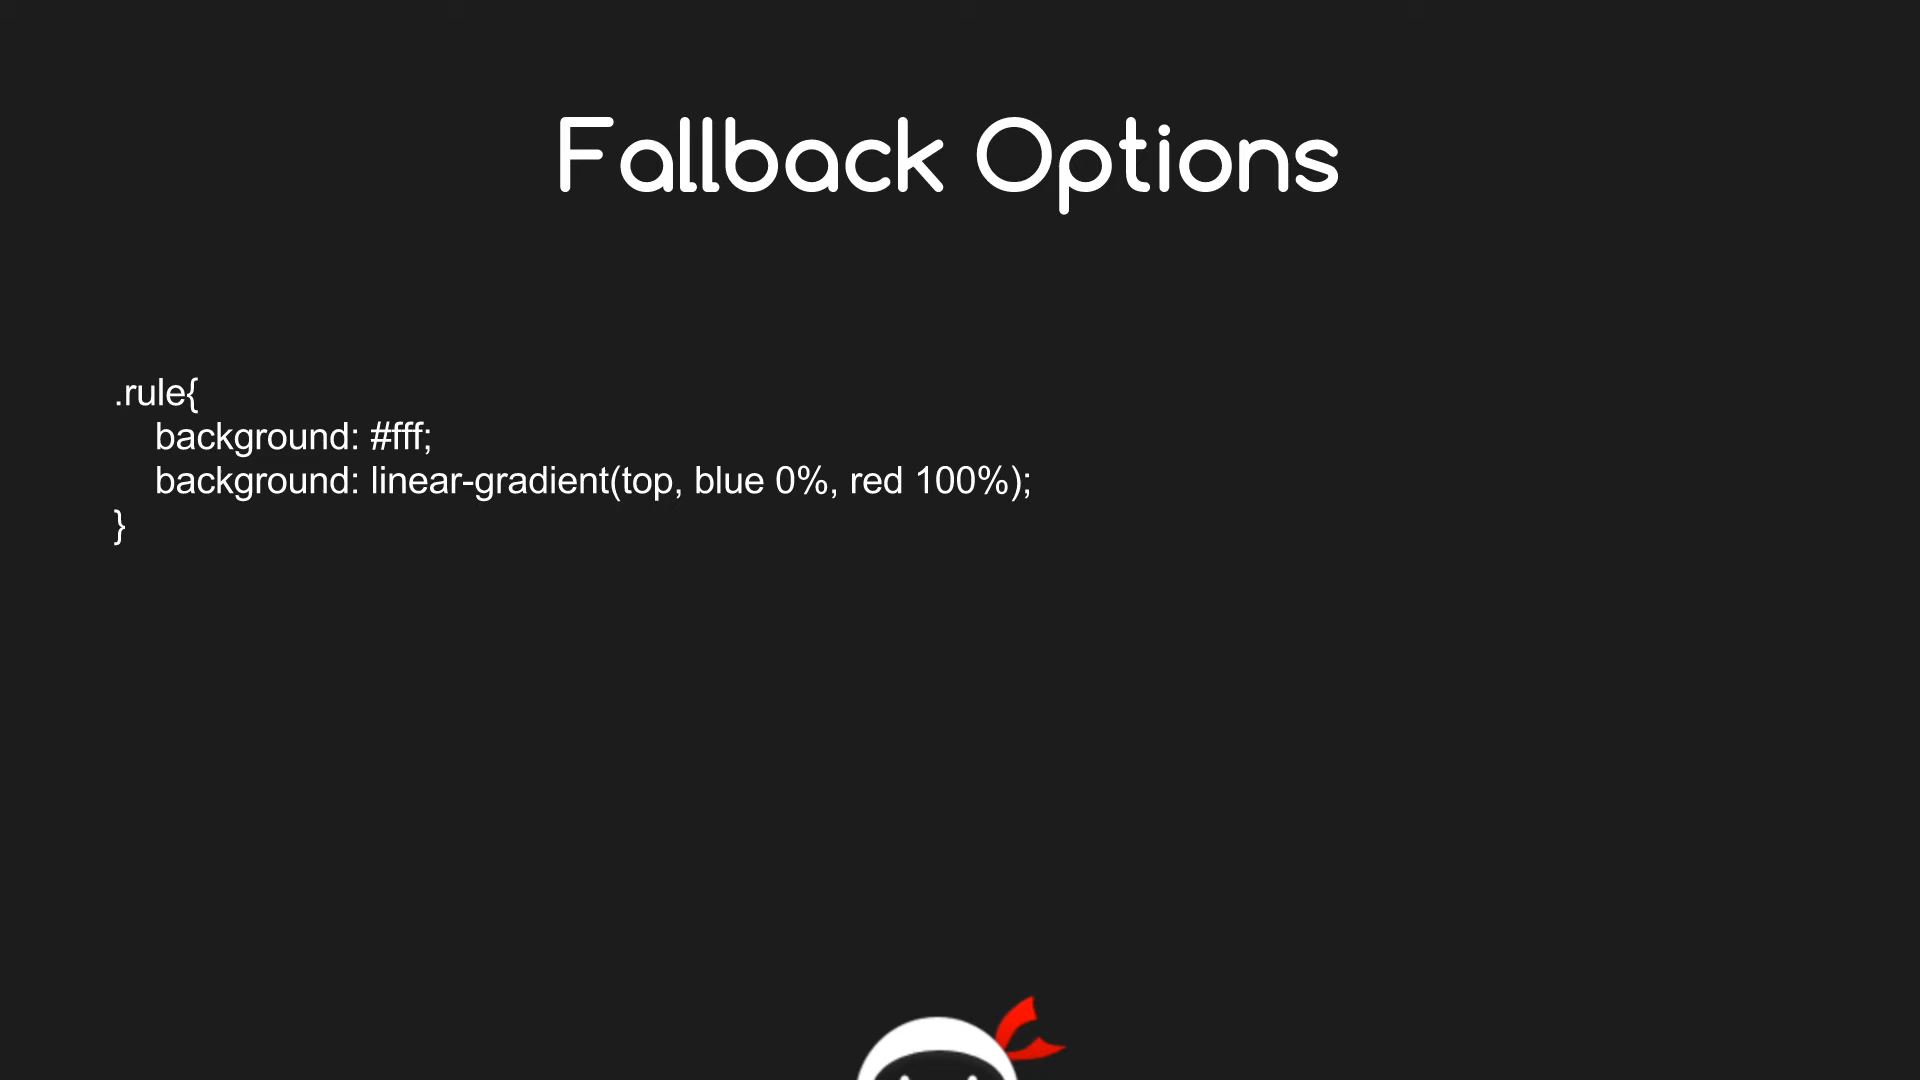 Fallback Options
.rule{
background: #fff;
background: linear-gradient(top, blue 0%, red 100%);
}